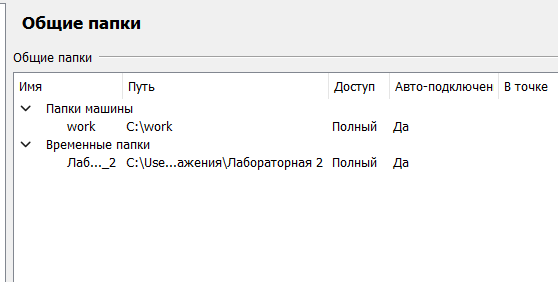 Общие папки
Общие папки
Имя Путь Доступ Авто-подключен В точке
Папки машины
work C:\work Полный Да
Временные папки
Лаб..._2 C:\Use...ажения\Лабораторная 2 Полный Да